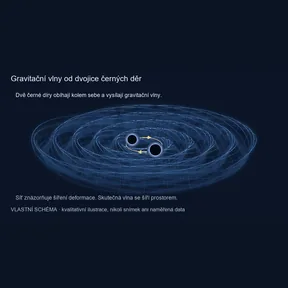 Gravitační vlny od dvojice černých děr
Dvě černé díry obíhají kolem sebe a vysílají gravitační vlny.
Síť znázorňuje šíření deformace. Skutečná vlna se šíří prostorem.
VLASTNÍ SCHÉMA · kvalitativní ilustrace, nikoli snímek ani naměřená data